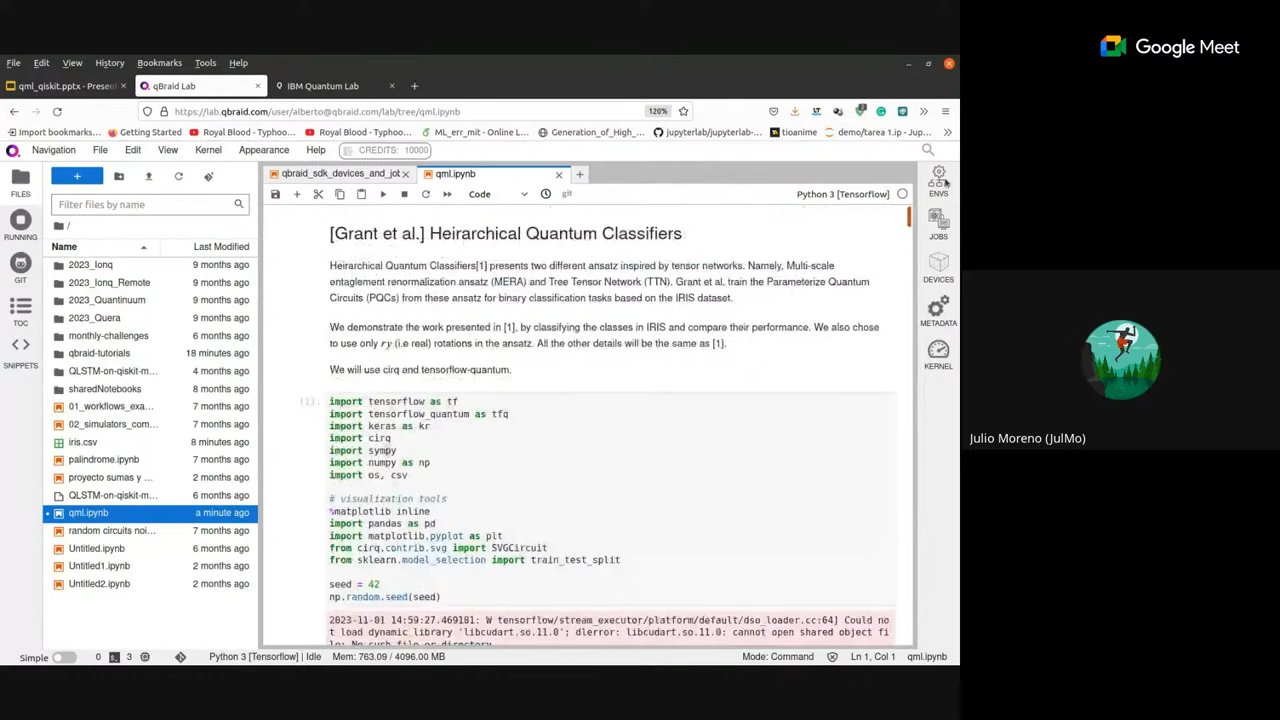 Google Meet
File Edit View History Bookmarks Tools Help
qml_qiskit.pptx - Presen
qBraid Lab
IBM Quantum Lab
https://lab.qbraid.com/user/alberto@qbraid.com/lab/tree/qml.ipynb
120%
Import bookmarks... Getting Started Royal Blood - Typhoo... Royal Blood - Typhoo... ML_err_mit - Online L... Generation_of_High_... jupyterlab/jupyterlab-... tioanime demo/tarea 1.ip - Jupyt
Navigation File Edit View Kernel Appearance Help CREDITS: 10000
FILES
RUNNING
GIT
TOC
SNIPPETS
Filter files by name
/
Name Last Modified
2023_Ionq 9 months ago
2023_Ionq_Remote 9 months ago
2023_Quantinuum 9 months ago
2023_Quera 9 months ago
monthly-challenges 7 months ago
qbraid-tutorials 18 minutes ago
QLSTM-on-qiskit-m... 6 months ago
sharedNotebooks 9 months ago
01_workflows_exa... 7 months ago
02_simulators_com... 7 months ago
iris.csv 8 minutes ago
palindrome.ipynb 7 months ago
proyecto sumas y ... 2 months ago
QLSTM-on-qiskit-m... 6 months ago
qml.ipynb a minute ago
random circuits noi... 7 months ago
Untitled.ipynb 6 months ago
Untitled1.ipynb 6 months ago
Untitled2.ipynb 6 months ago
qbraid_sdk_devices_and_jot
qml.ipynb
Code
git
Python 3 [Tensorflow]
[Grant et al.] Heirarchical Quantum Classifiers
Heirarchical Quantum Classifiers[1] presents two different ansatz inspired by tensor networks. Namely, Multi-scale
entaglement renormalization ansatz (MERA) and Tree Tensor Network (TTN). Grant et al. train the Parameterize Quantum
Circuits (PQCs) from these ansatz for binary classification tasks based on the IRIS dataset.
We demonstrate the work presented in [1], by classifying the classes in IRIS and compare their performance. We also chose
to use only ry (i.e real) rotations in the ansatz. All the other details will be the same as [1].
We will use cirq and tensorflow-quantum.
[1]: import tensorflow as tf
import tensorflow_quantum as tfq
import keras as kr
import cirq
import sympy
import numpy as np
import os, csv
# visualization tools
%matplotlib inline
import pandas as pd
import matplotlib.pyplot as plt
from cirq.contrib.svg import SVGCircuit
from sklearn.model_selection import train_test_split
seed = 42
np.random.seed(seed)
2023-11-01 14:59:27.469181: W tensorflow/stream_executor/platform/default/dso_loader.cc:64] Could no
t load dynamic library 'libcudart.so.11.0'; dlerror: libcudart.so.11.0: cannot open shared object fi
le: No such file or directory
ENVS
JOBS
DEVICES
METADATA
KERNEL
Simple 0 3 Python 3 [Tensorflow] | Idle Mem: 763.09 / 4096.00 MB Mode: Command Ln 1, Col 1 qml.ipynb
Julio Moreno (JulMo)